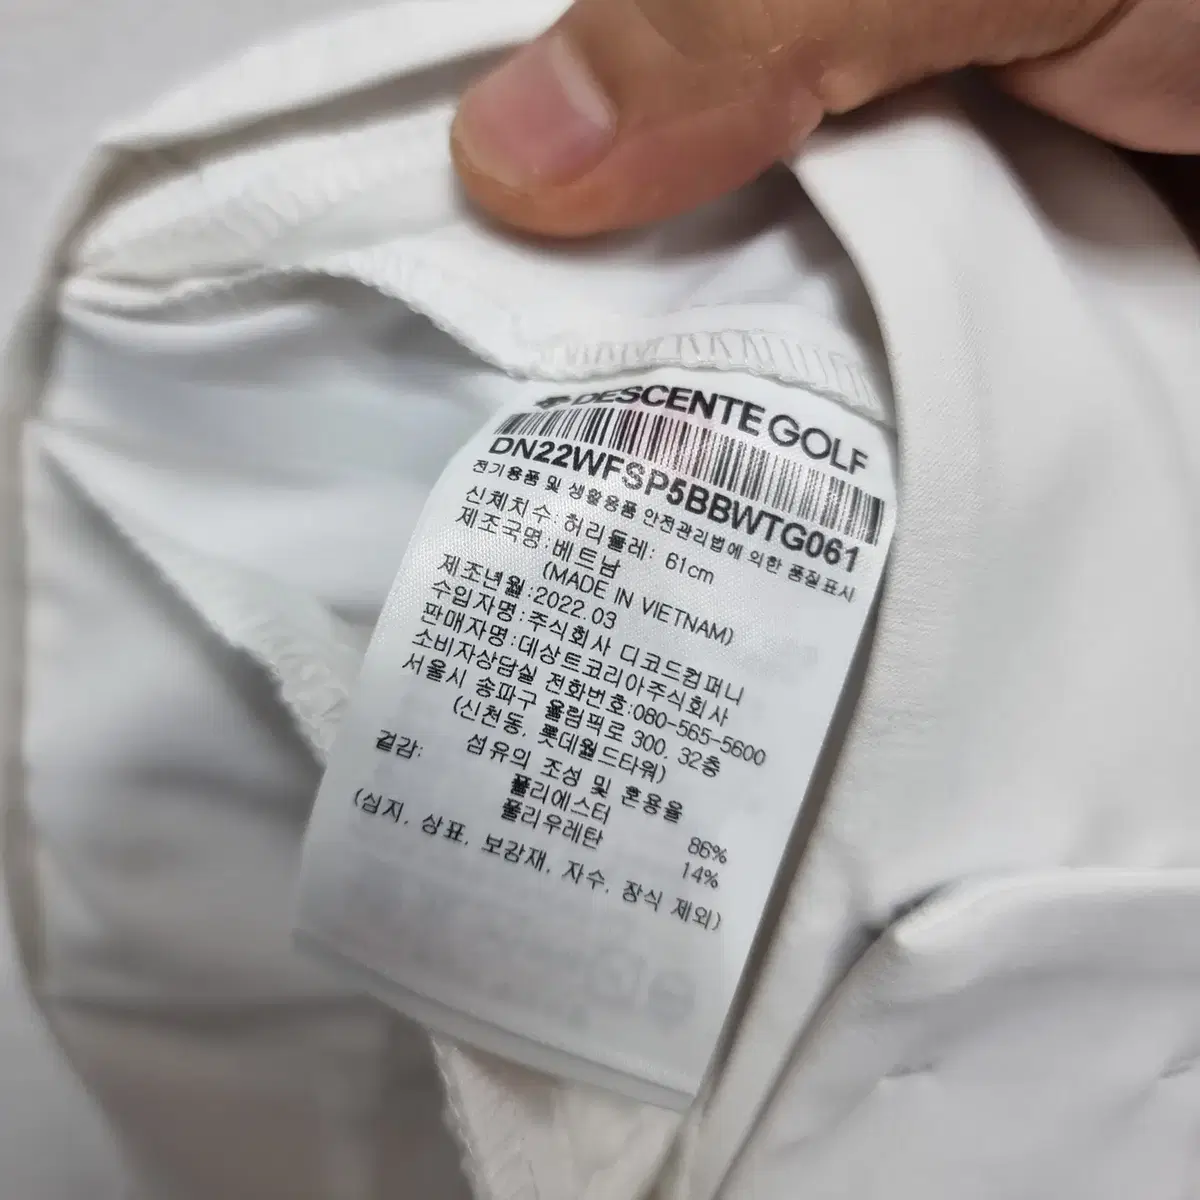 DESCENTE GOLF
DN22WFSP5BBWTG061
전기용품 및 생활용품 안전관리법에 의한 품질표시
신체치수: 허리둘레: 61cm
제조국명:베트남
(MADE IN VIETNAM)
제조년월:2022.03
수입자명:주식회사 디코드컴퍼니
판매자명:데상트코리아주식회사
소비자상담실 전화번호:080-565-5600
서울시 송파구 올림픽로 300, 32층
(신천동, 롯데월드타워)
섬유의 조성 및 혼용율
겉감: 폴리에스터 86%
폴리우레탄 14%
(심지, 상표, 보강재, 자수, 장식 제외)